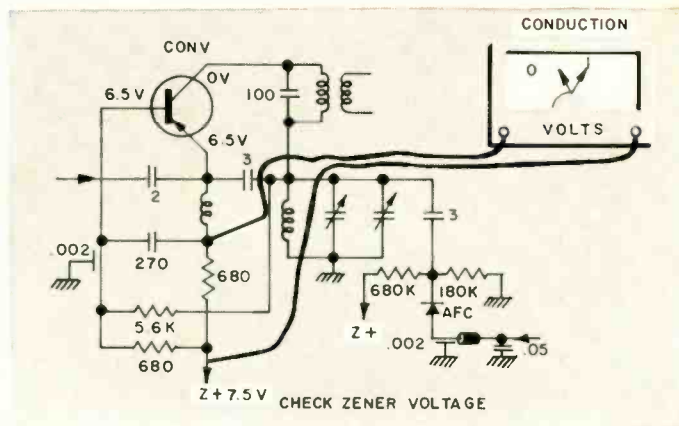 CONDUCTION
CONV
0V
0
6.5V
100
VOLTS
6.5V
3
2
3
.002
270
680
680K
180K
5.6K
Z+
AFC
680
.002
.05
Z+7.5V
CHECK ZENER VOLTAGE